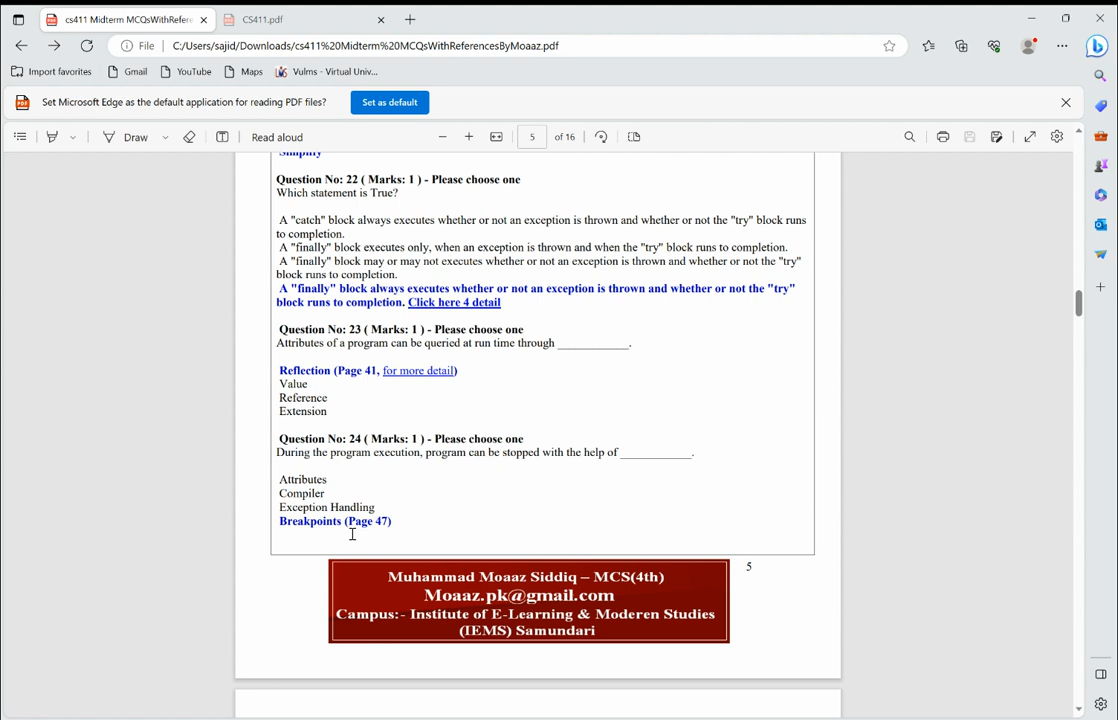 cs411 Midterm MCQsWithRefere
CS411.pdf
File
C:/Users/sajid/Downloads/cs411%20Midterm%20MCQsWithReferencesByMoaaz.pdf
Import favorites
Gmail
YouTube
Maps
Vulms - Virtual Univ...
Set Microsoft Edge as the default application for reading PDF files?
Set as default
Draw
Read aloud
5
of 16
Simplify
Question No: 22 ( Marks: 1 ) - Please choose one
Which statement is True?
A "catch" block always executes whether or not an exception is thrown and whether or not the "try" block runs
to completion.
A "finally" block executes only, when an exception is thrown and when the "try" block runs to completion.
A "finally" block may or may not executes whether or not an exception is thrown and whether or not the "try"
block runs to completion.
A "finally" block always executes whether or not an exception is thrown and whether or not the "try"
block runs to completion. Click here 4 detail
Question No: 23 ( Marks: 1 ) - Please choose one
Attributes of a program can be queried at run time through ____________.
Reflection (Page 41, for more detail)
Value
Reference
Extension
Question No: 24 ( Marks: 1 ) - Please choose one
During the program execution, program can be stopped with the help of ____________.
Attributes
Compiler
Exception Handling
Breakpoints (Page 47)
5
Muhammad Moaaz Siddiq – MCS(4th)
Moaaz.pk@gmail.com
Campus:- Institute of E-Learning & Moderen Studies
(IEMS) Samundari